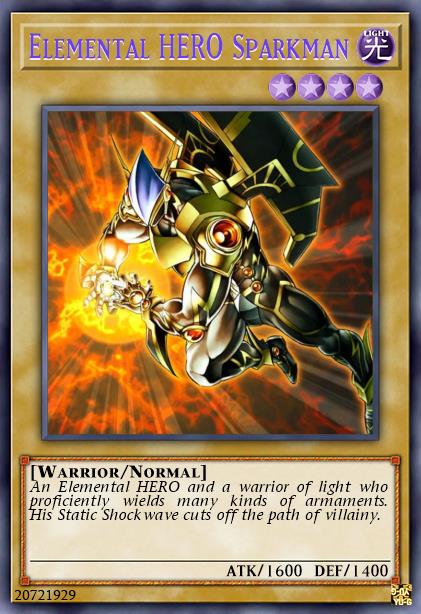 Elemental HERO Sparkman
LIGHT
光
[Warrior/Normal]
An Elemental HERO and a warrior of light who
proficiently wields many kinds of armaments.
His Static Shockwave cuts off the path of villainy.
ATK/1600 DEF/1400
20721929